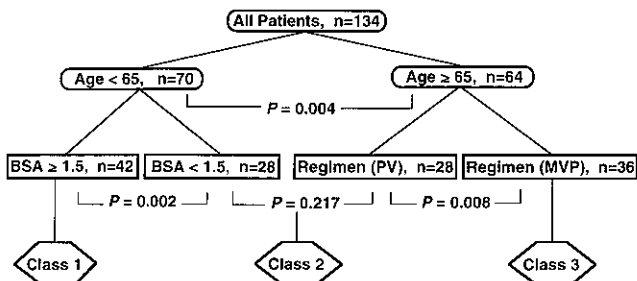 All Patients, n=134
Age < 65, n=70
Age ≥ 65, n=64
P = 0.004
BSA ≥ 1.5, n=42
BSA < 1.5, n=28
Regimen (PV), n=28
Regimen (MVP), n=36
P = 0.002
P = 0.217
P = 0.008
Class 1
Class 2
Class 3